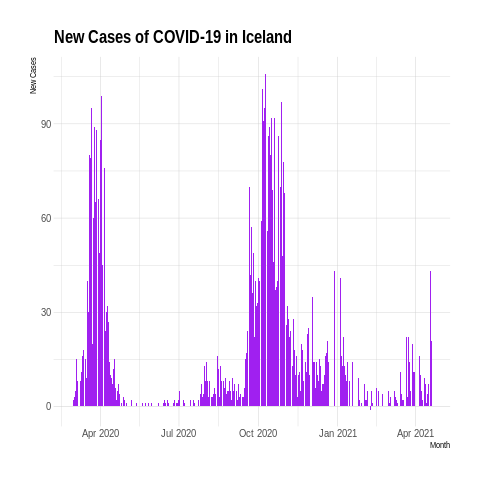 New Cases of COVID-19 in Iceland
New Cases
90
60
30
0
Apr 2020 Jul 2020 Oct 2020 Jan 2021 Apr 2021
Month